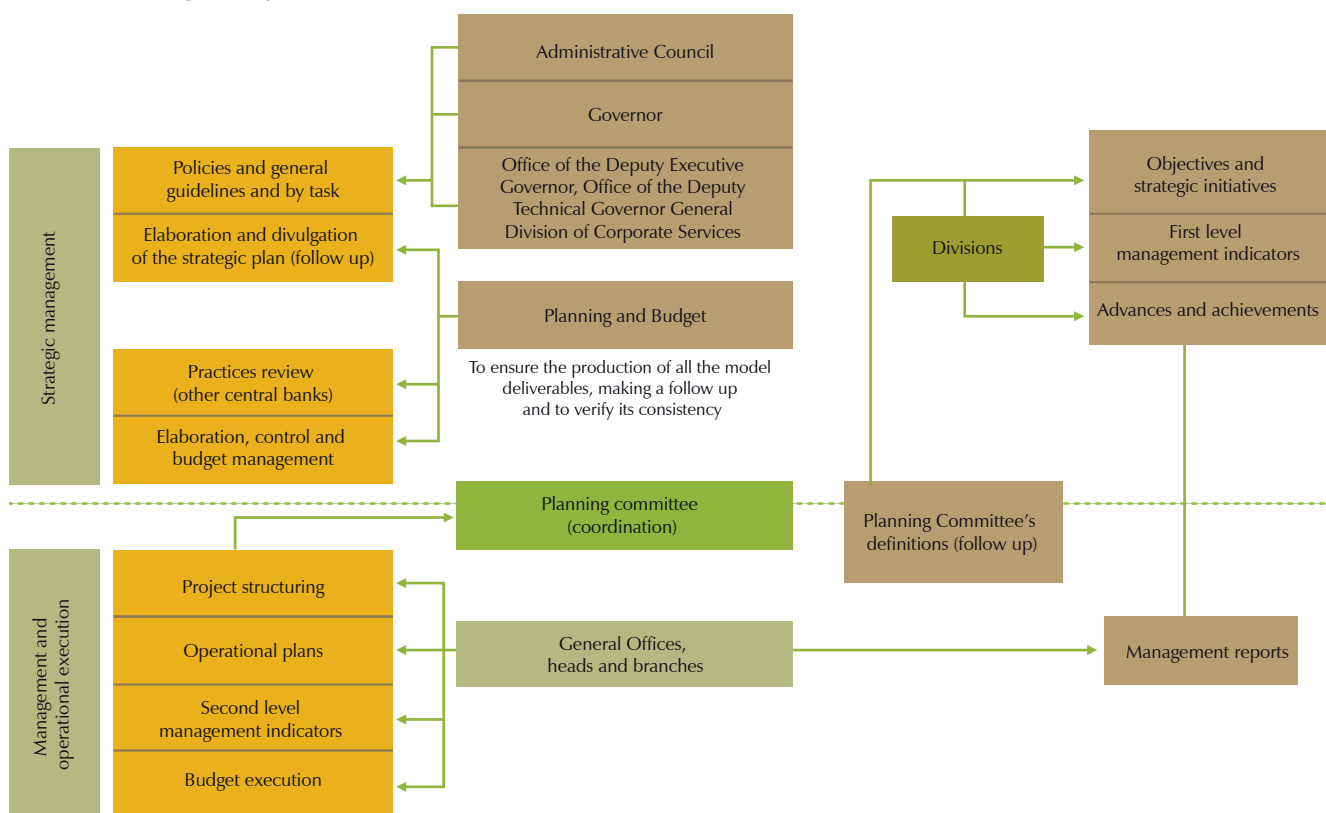 Administrative Council
Governor
Office of the Deputy Executive
Governor, Office of the Deputy
Technical Governor General
Division of Corporate Services
Strategic management
Policies and general
guidelines and by task
Elaboration and divulgation
of the strategic plan (follow up)
Planning and Budget
To ensure the production of all the model
deliverables, making a follow up
and to verify its consistency
Practices review
(other central banks)
Elaboration, control and
budget management
Divisions
Objectives and
strategic initiatives
First level
management indicators
Advances and achievements
Planning committee
(coordination)
Planning Committee's
definitions (follow up)
Management and
operational execution
Project structuring
Operational plans
Second level
management indicators
Budget execution
General Offices,
heads and branches
Management reports